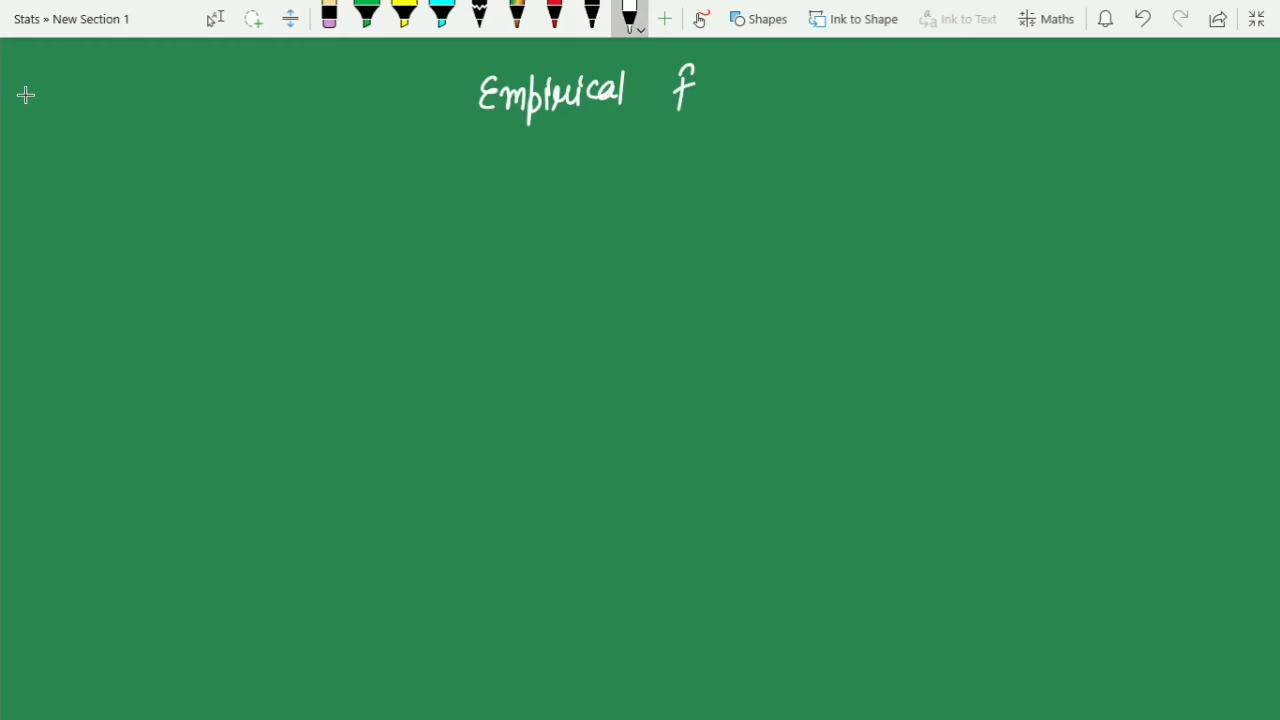 Stats » New Section 1 Shapes Ink to Shape Ink to Text Maths
Empirical f